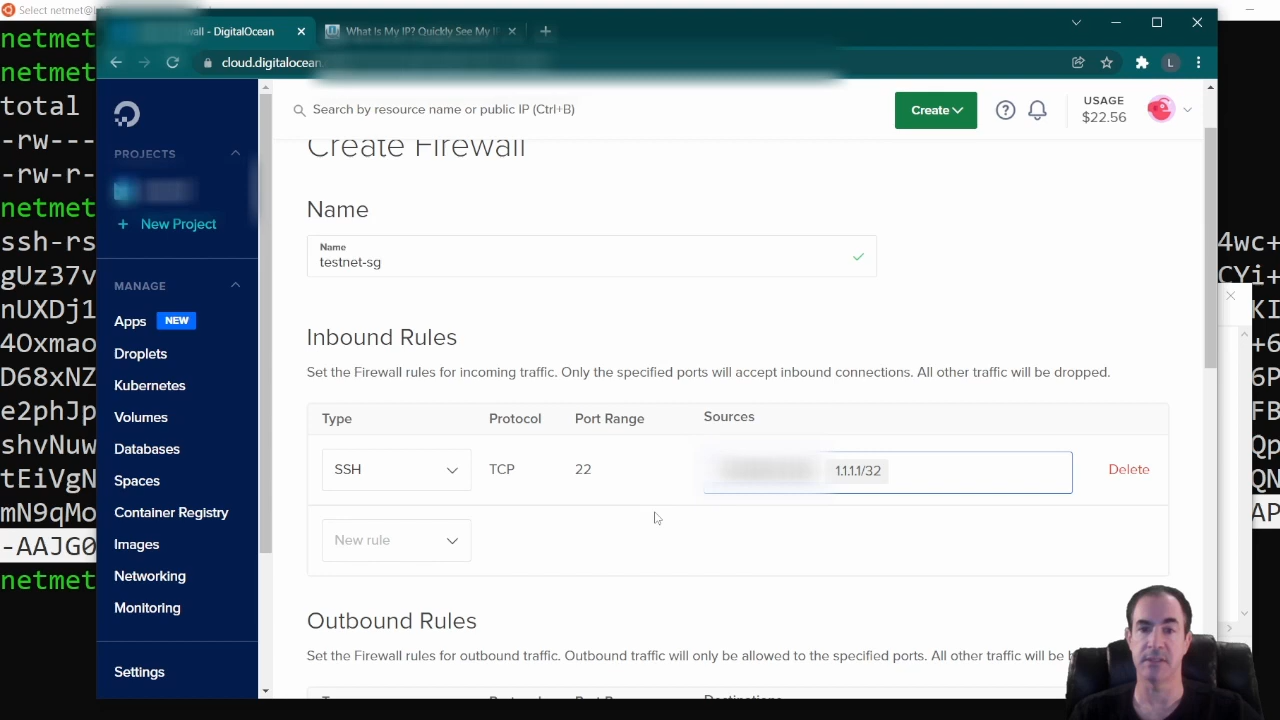 Select netmet@
wall - DigitalOcean
What Is My IP? Quickly See My I
cloud.digitalocean.
netmet
netmet
total
-rw---
-rw-r-
netmet
ssh-rs
gUz37v
nUXDj1
4Oxmao
D68xNZ
e2phJp
shvNuw
tEiVgN
mN9qMo
-AAJG0
netmet
PROJECTS
+ New Project
MANAGE
Apps NEW
Droplets
Kubernetes
Volumes
Databases
Spaces
Container Registry
Images
Networking
Monitoring
Settings
Search by resource name or public IP (Ctrl+B)
Create
USAGE
$22.56
L
Create Firewall
Name
Name
testnet-sg
Inbound Rules
Set the Firewall rules for incoming traffic. Only the specified ports will accept inbound connections. All other traffic will be dropped.
Type Protocol Port Range Sources
SSH TCP 22 1.1.1.1/32 Delete
New rule
Outbound Rules
Set the Firewall rules for outbound traffic. Outbound traffic will only be allowed to the specified ports. All other traffic will be
4wc+
CYi+
KI
+6
6P
FB
Qp
QN
AP